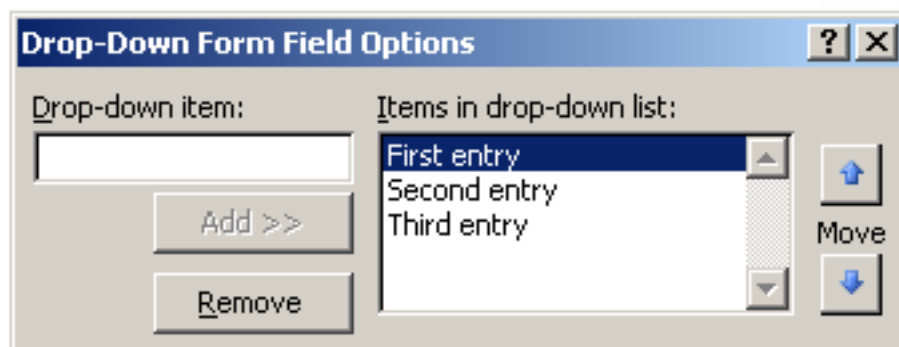 Drop-Down Form Field Options
Drop-down item:
Items in drop-down list:
First entry
Second entry
Third entry
Add >>
Remove
Move